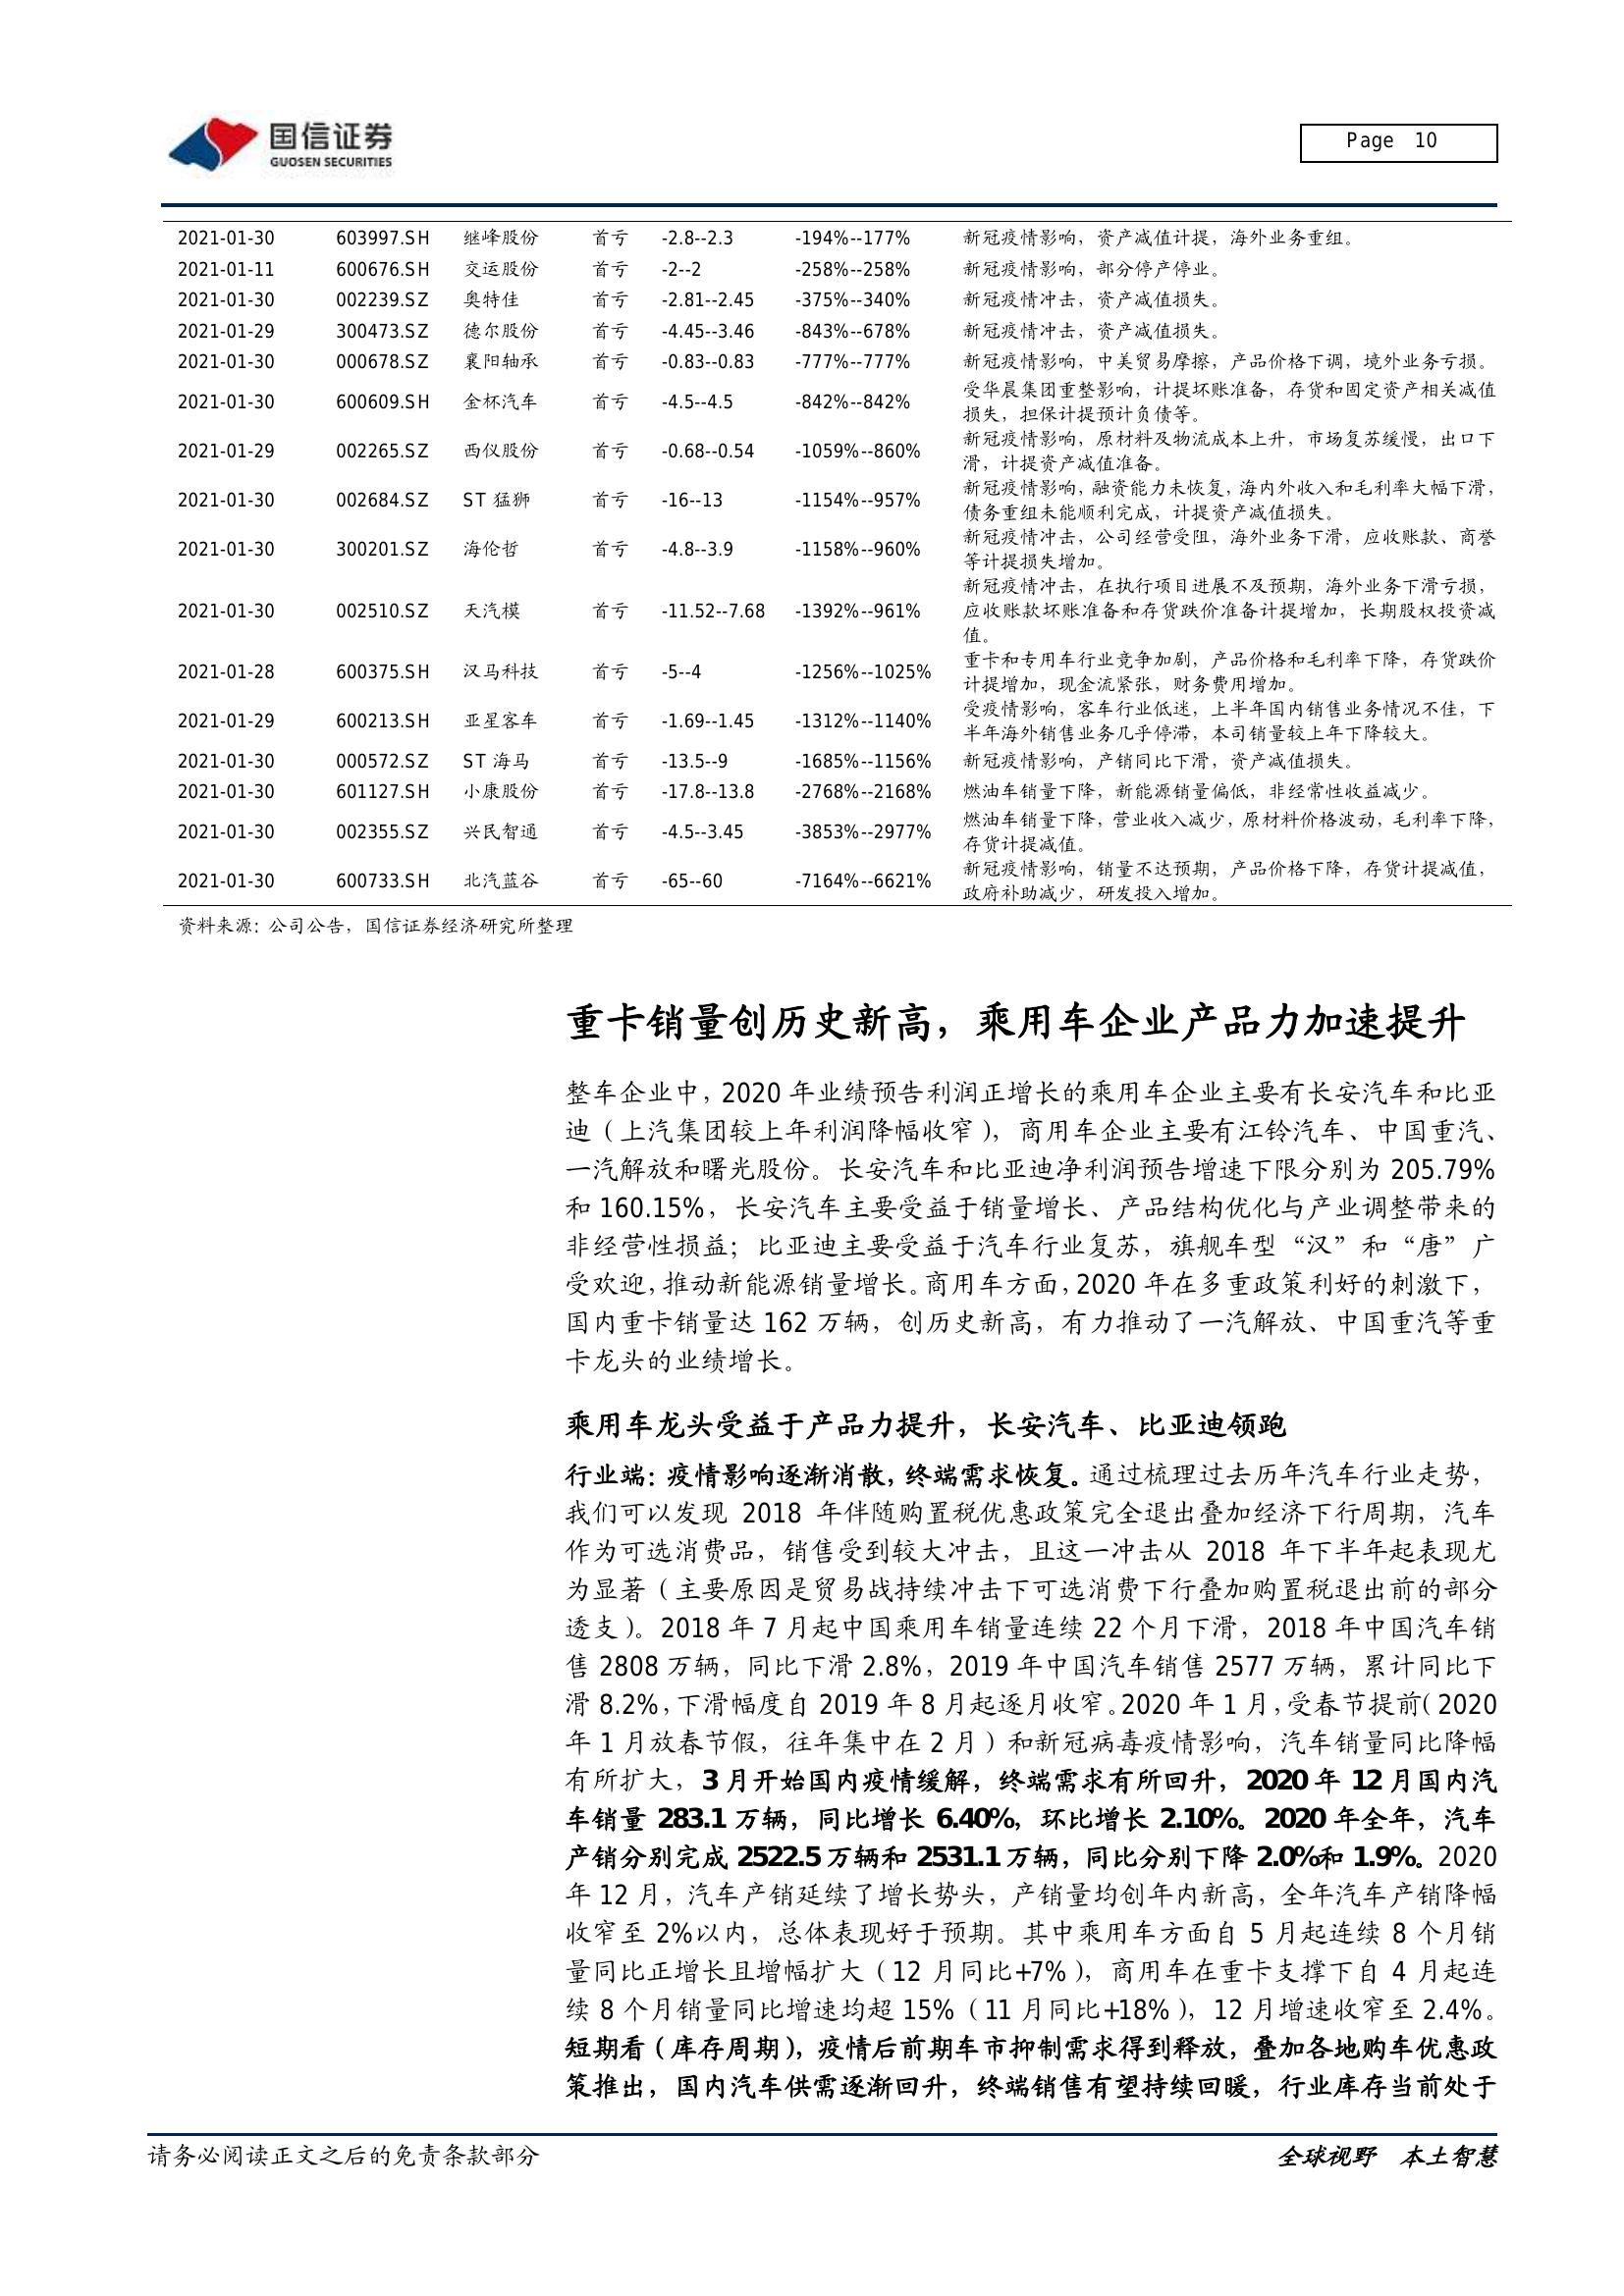 国信证券
GUOSEN SECURITIES
Page 10
2021-01-30 603997.SH 继峰股份 首亏 -2.8--2.3 -194%--177% 新冠疫情影响，资产减值计提，海外业务重组。
2021-01-11 600676.SH 交运股份 首亏 -2--2 -258%--258% 新冠疫情影响，部分停产停业。
2021-01-30 002239.SZ 奥特佳 首亏 -2.81--2.45 -375%--340% 新冠疫情冲击，资产减值损失。
2021-01-29 300473.SZ 德尔股份 首亏 -4.45--3.46 -843%--678% 新冠疫情冲击，资产减值损失。
2021-01-30 000678.SZ 襄阳轴承 首亏 -0.83--0.83 -777%--777% 新冠疫情影响，中美贸易摩擦，产品价格下调，境外业务亏损。
2021-01-30 600609.SH 金杯汽车 首亏 -4.5--4.5 -842%--842% 受华晨集团重整影响，计提坏账准备，存货和固定资产相关减值
损失，担保计提预计负债等。
2021-01-29 002265.SZ 西仪股份 首亏 -0.68--0.54 -1059%--860% 新冠疫情影响，原材料及物流成本上升，市场复苏缓慢，出口下
滑，计提资产减值准备。
2021-01-30 002684.SZ ST 猛狮 首亏 -16--13 -1154%--957% 新冠疫情影响，融资能力未恢复，海内外收入和毛利率大幅下滑，
债务重组未能顺利完成，计提资产减值损失。
2021-01-30 300201.SZ 海伦哲 首亏 -4.8--3.9 -1158%--960% 新冠疫情冲击，公司经营受阻，海外业务下滑，应收账款、商誉
等计提损失增加。
2021-01-30 002510.SZ 天汽模 首亏 -11.52--7.68 -1392%--961% 新冠疫情冲击，在执行项目进展不及预期，海外业务下滑亏损，
应收账款坏账准备和存货跌价准备计提增加，长期股权投资减
值。
2021-01-28 600375.SH 汉马科技 首亏 -5--4 -1256%--1025% 重卡和专用车行业竞争加剧，产品价格和毛利率下降，存货跌价
计提增加，现金流紧张，财务费用增加。
2021-01-29 600213.SH 亚星客车 首亏 -1.69--1.45 -1312%--1140% 受疫情影响，客车行业低迷，上半年国内销售业务情况不佳，下
半年海外销售业务几乎停滞，本司销量较上年下降较大。
2021-01-30 000572.SZ ST 海马 首亏 -13.5--9 -1685%--1156% 新冠疫情影响，产销同比下滑，资产减值损失。
2021-01-30 601127.SH 小康股份 首亏 -17.8--13.8 -2768%--2168% 燃油车销量下降，新能源销量偏低，非经常性收益减少。
2021-01-30 002355.SZ 兴民智通 首亏 -4.5--3.45 -3853%--2977% 燃油车销量下降，营业收入减少，原材料价格波动，毛利率下降，
存货计提减值。
2021-01-30 600733.SH 北汽蓝谷 首亏 -65--60 -7164%--6621% 新冠疫情影响，销量不达预期，产品价格下降，存货计提减值，
政府补助减少，研发投入增加。
资料来源：公司公告，国信证券经济研究所整理
重卡销量创历史新高，乘用车企业产品力加速提升
整车企业中，2020 年业绩预告利润正增长的乘用车企业主要有长安汽车和比亚
迪（上汽集团较上年利润降幅收窄），商用车企业主要有江铃汽车、中国重汽、
一汽解放和曙光股份。长安汽车和比亚迪净利润预告增速下限分别为 205.79%
和 160.15%，长安汽车主要受益于销量增长、产品结构优化与产业调整带来的
非经营性损益；比亚迪主要受益于汽车行业复苏，旗舰车型“汉”和“唐”广
受欢迎，推动新能源销量增长。商用车方面，2020 年在多重政策利好的刺激下，
国内重卡销量达 162 万辆，创历史新高，有力推动了一汽解放、中国重汽等重
卡龙头的业绩增长。
乘用车龙头受益于产品力提升，长安汽车、比亚迪领跑
行业端：疫情影响逐渐消散，终端需求恢复。通过梳理过去历年汽车行业走势，
我们可以发现 2018 年伴随购置税优惠政策完全退出叠加经济下行周期，汽车
作为可选消费品，销售受到较大冲击，且这一冲击从 2018 年下半年起表现尤
为显著（主要原因是贸易战持续冲击下可选消费下行叠加购置税退出前的部分
透支）。2018 年 7 月起中国乘用车销量连续 22 个月下滑，2018 年中国汽车销
售 2808 万辆，同比下滑 2.8%，2019 年中国汽车销售 2577 万辆，累计同比下
滑 8.2%，下滑幅度自 2019 年 8 月起逐月收窄。2020 年 1 月，受春节提前（2020
年 1 月放春节假，往年集中在 2 月）和新冠病毒疫情影响，汽车销量同比降幅
有所扩大，3 月开始国内疫情缓解，终端需求有所回升，2020 年 12 月国内汽
车销量 283.1 万辆，同比增长 6.40%，环比增长 2.10%。2020 年全年，汽车
产销分别完成 2522.5 万辆和 2531.1 万辆，同比分别下降 2.0%和 1.9%。2020
年 12 月，汽车产销延续了增长势头，产销量均创年内新高，全年汽车产销降幅
收窄至 2%以内，总体表现好于预期。其中乘用车方面自 5 月起连续 8 个月销
量同比正增长且增幅扩大（12 月同比+7%），商用车在重卡支撑下自 4 月起连
续 8 个月销量同比增速均超 15%（11 月同比+18%），12 月增速收窄至 2.4%。
短期看（库存周期），疫情后前期车市抑制需求得到释放，叠加各地购车优惠政
策推出，国内汽车供需逐渐回升，终端销售有望持续回暖，行业库存当前处于
请务必阅读正文之后的免责条款部分
全球视野 本土智慧